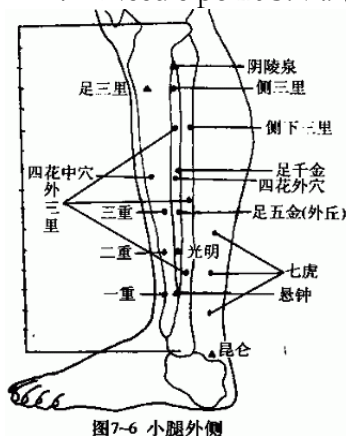 阴陵泉
足三里
侧三里
侧下三里
足千金
四花中穴
四花外穴
外三里
三重
足五金(外丘)
二重
光明
七虎
一重
悬钟
昆仑
图7-6 小腿外侧